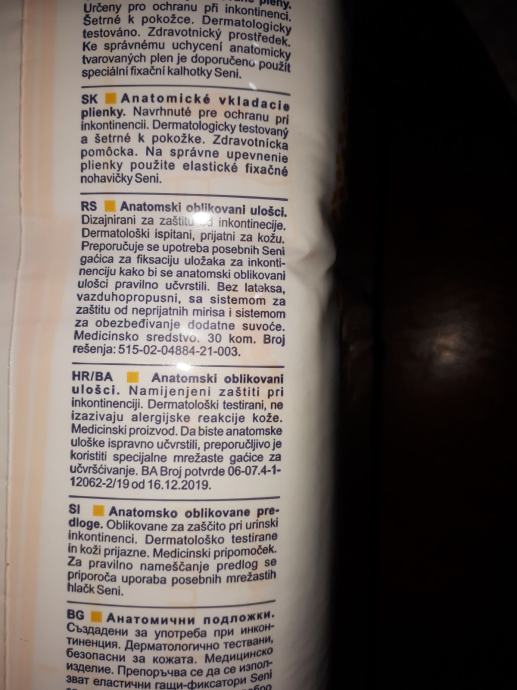 Určeny pro ochranu při inkontinenci.
Šetrné k pokožce. Dermatologicky
testováno. Zdravotnický prostředek.
Ke správnému uchycení anatomicky
tvarovaných plen je doporučeno použít
speciální fixační kalhotky Seni.
SK Anatomické vkladacie
plienky. Navrhnuté pre ochranu pri
inkontinencii. Dermatologicky testovaný
a šetrné k pokožke. Zdravotnícka
pomôcka. Na správne upevnenie
plienky použite elastické fixačné
nohavičky Seni.
RS Anatomski oblikovani ulošci.
Dizajnirani za zaštitu od inkontinecije.
Dermatološki ispitani, prijatni za kožu.
Preporučuje se upotreba posebnih Seni
gaćica za fiksaciju uložaka za inkonti-
nenciju kako bi se anatomski oblikovani
ulošci pravilno učvrstili. Bez lateksa,
vazduhopropusni, sa sistemom za
zaštitu od neprijatnih mirisa i sistemom
za obezbeđivanje dodatne suvoće.
Medicinsko sredstvo. 30 kom. Broj
rešenja: 515-02-04884-21-003.
HR/BA Anatomski oblikovani
ulošci. Namijenjeni zaštiti pri
inkontinenciji. Dermatološki testirani, ne
izazivaju alergijske reakcije kože.
Medicinski proizvod. Da biste anatomske
uloške ispravno učvrstili, preporučljivo je
koristiti specijalne mrežaste gaćice za
učvršćivanje. BA Broj potvrde 06-07.4-1-
12062-2/19 od 16.12.2019.
SI Anatomsko oblikovane pre-
dloge. Oblikovane za zaščito pri urinski
inkontinenci. Dermatološko testirane
in koži prijazne. Medicinski pripomoček.
Za pravilno nameščanje predlog se
priporoča uporaba posebnih mrežastih
hlačk Seni.
BG Анатомични подложки.
Създадени за употреба при инкон-
тиненция. Дерматологично тествани,
безопасни за кожата. Медицинско
изделие. Препоръчва се да се изпол-
зват еластични гащи-фиксатори Seni